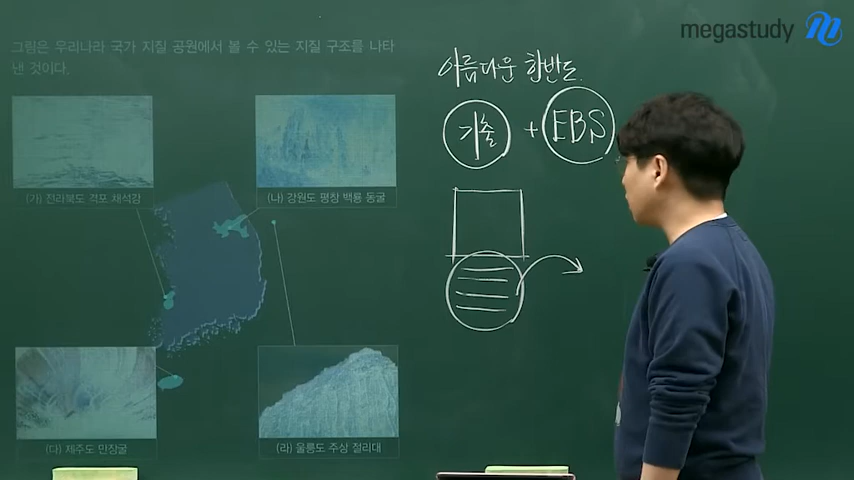 megastudy
그림은 우리나라 국가 지질 공원에서 볼 수 있는 지질 구조를 나타
낸 것이다.
아름다운 한반도.
기출 + EBS
(가) 전라북도 격포 채석강
(나) 강원도 평창 백룡 동굴
(다) 제주도 만장굴
(라) 울릉도 주상 절리대